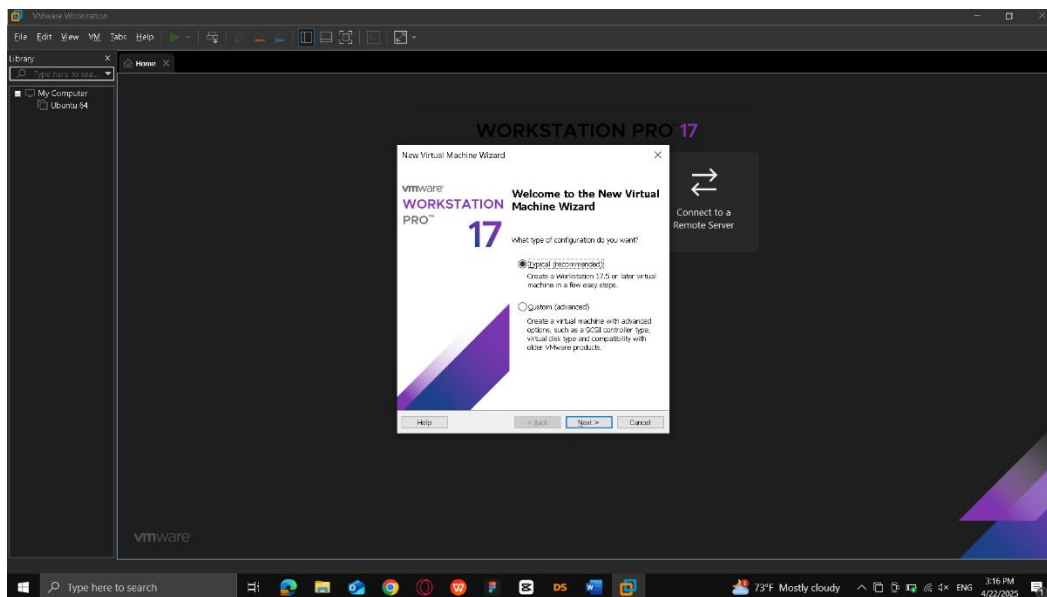 VMware Workstation
File Edit View VM Tabs Help
Library X
Type here to sea...
Home X
My Computer
Ubuntu 64
WORKSTATION PRO 17
New Virtual Machine Wizard
vmware
WORKSTATION
PRO™
17
Welcome to the New Virtual
Machine Wizard
What type of configuration do you want?
Typical (recommended)
Create a Workstation 17.5 or later virtual
machine in a few easy steps.
Custom (advanced)
Create a virtual machine with advanced
options, such as a SCSI controller type,
virtual disk type and compatibility with
older VMware products.
Help
< Back
Next >
Cancel
Connect to a
Remote Server
vmware
Type here to search
DS
73°F Mostly cloudy
ENG
3:16 PM
4/22/2025